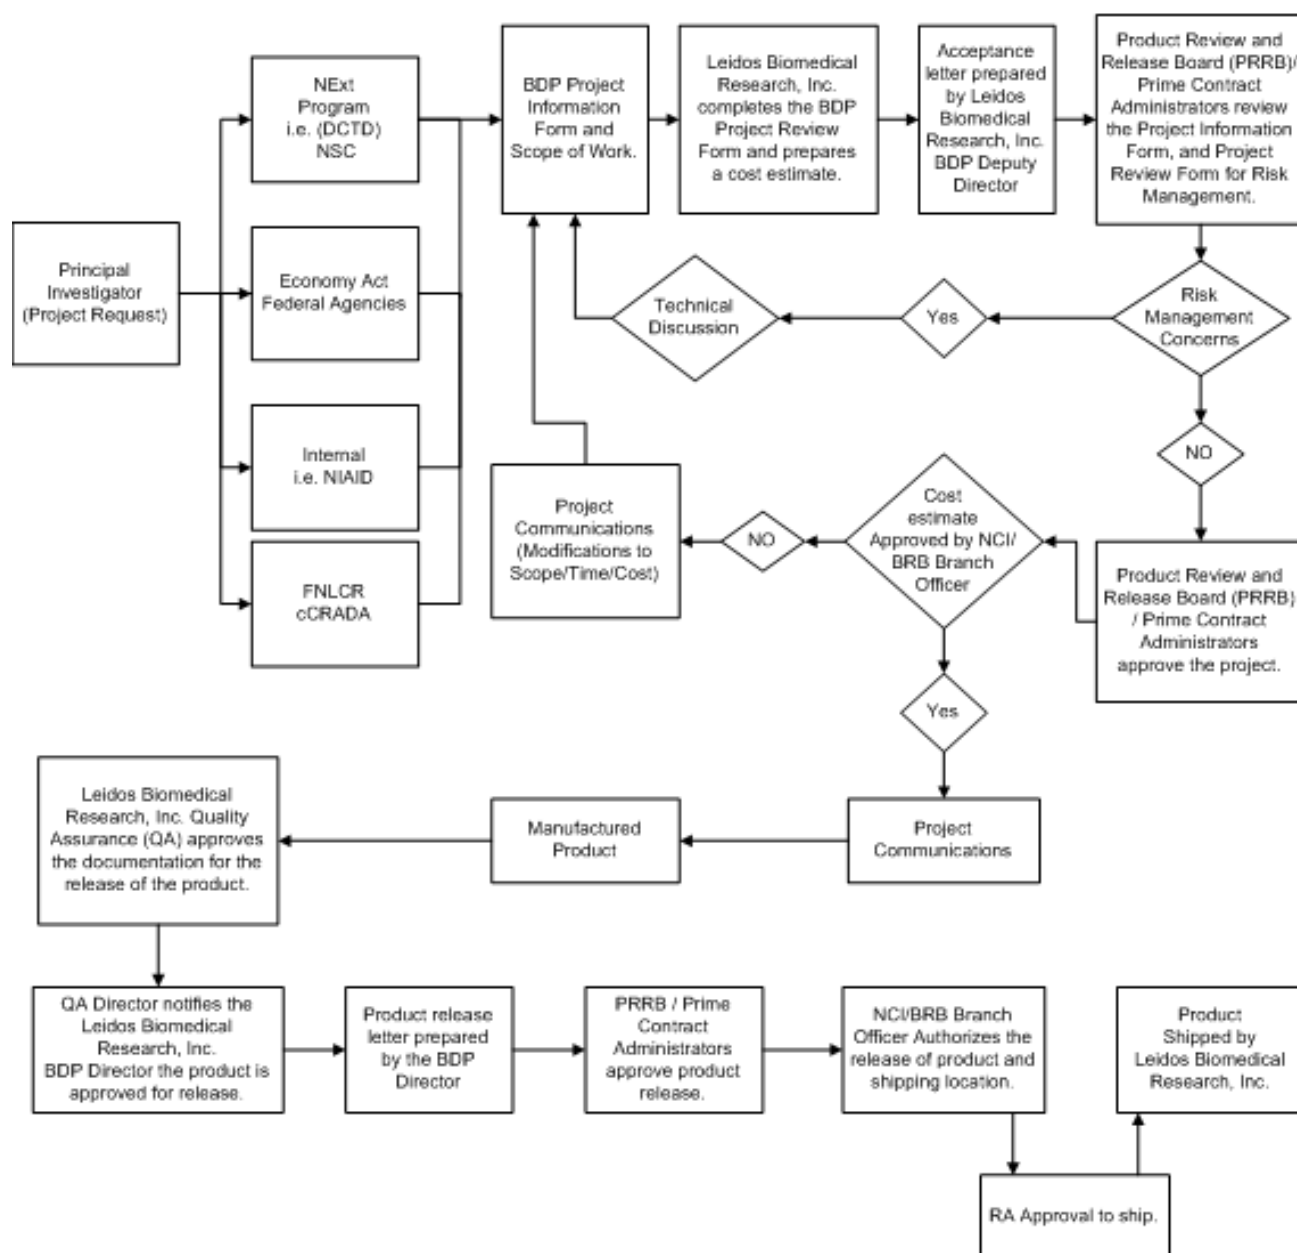 NExt
Program
i.e. (DCTD)
NSC
BDP Project
Information
Form and
Scope of Work.
Leidos Biomedical
Research, Inc.
completes the BDP
Project Review
Form and prepares
a cost estimate.
Acceptance
letter prepared
by Leidos
Biomedical
Research, Inc.
BDP Deputy
Director
Product Review and
Release Board (PRRB)/
Prime Contract
Administrators review
the Project Information
Form, and Project
Review Form for Risk
Management.
Principal
Investigator
(Project Request)
Economy Act
Federal Agencies
Technical
Discussion
Yes
Risk
Management
Concerns
Internal
i.e. NIAID
NO
Project
Communications
(Modifications to
Scope/Time/Cost)
NO
Cost
estimate
Approved by NCI/
BRB Branch
Officer
Product Review and
Release Board (PRRB)
/ Prime Contract
Administrators
approve the project.
FNLCR
cCRADA
Yes
Leidos Biomedical
Research, Inc. Quality
Assurance (QA) approves
the documentation for the
release of the product.
Manufactured
Product
Project
Communications
QA Director notifies the
Leidos Biomedical
Research, Inc.
BDP Director the product is
approved for release.
Product release
letter prepared
by the BDP
Director
PRRB / Prime
Contract
Administrators
approve product
release.
NCI/BRB Branch
Officer Authorizes the
release of product and
shipping location.
Product
Shipped by
Leidos Biomedical
Research, Inc.
RA Approval to ship.